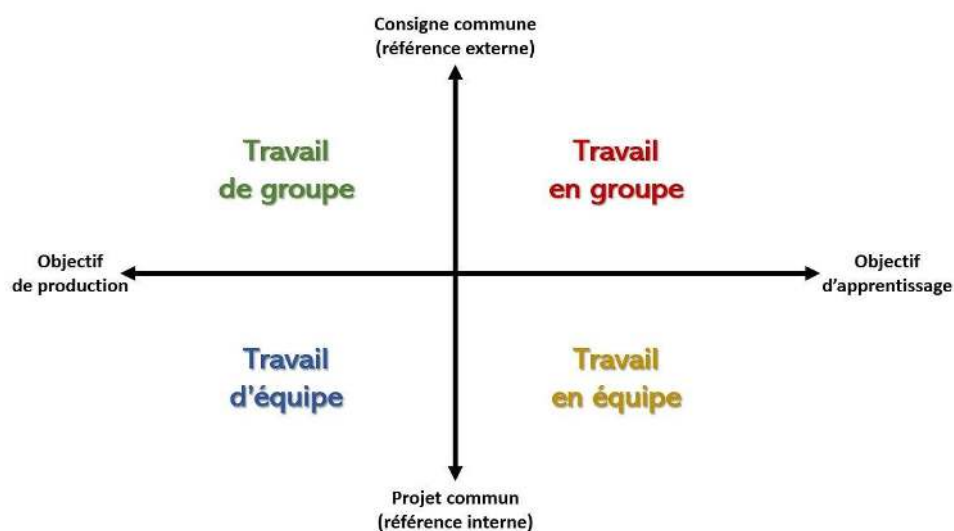 Consigne commune
(référence externe)
Travail
de groupe
Travail
en groupe
Objectif
de production
Objectif
d'apprentissage
Travail
d'équipe
Travail
en équipe
Projet commun
(référence interne)